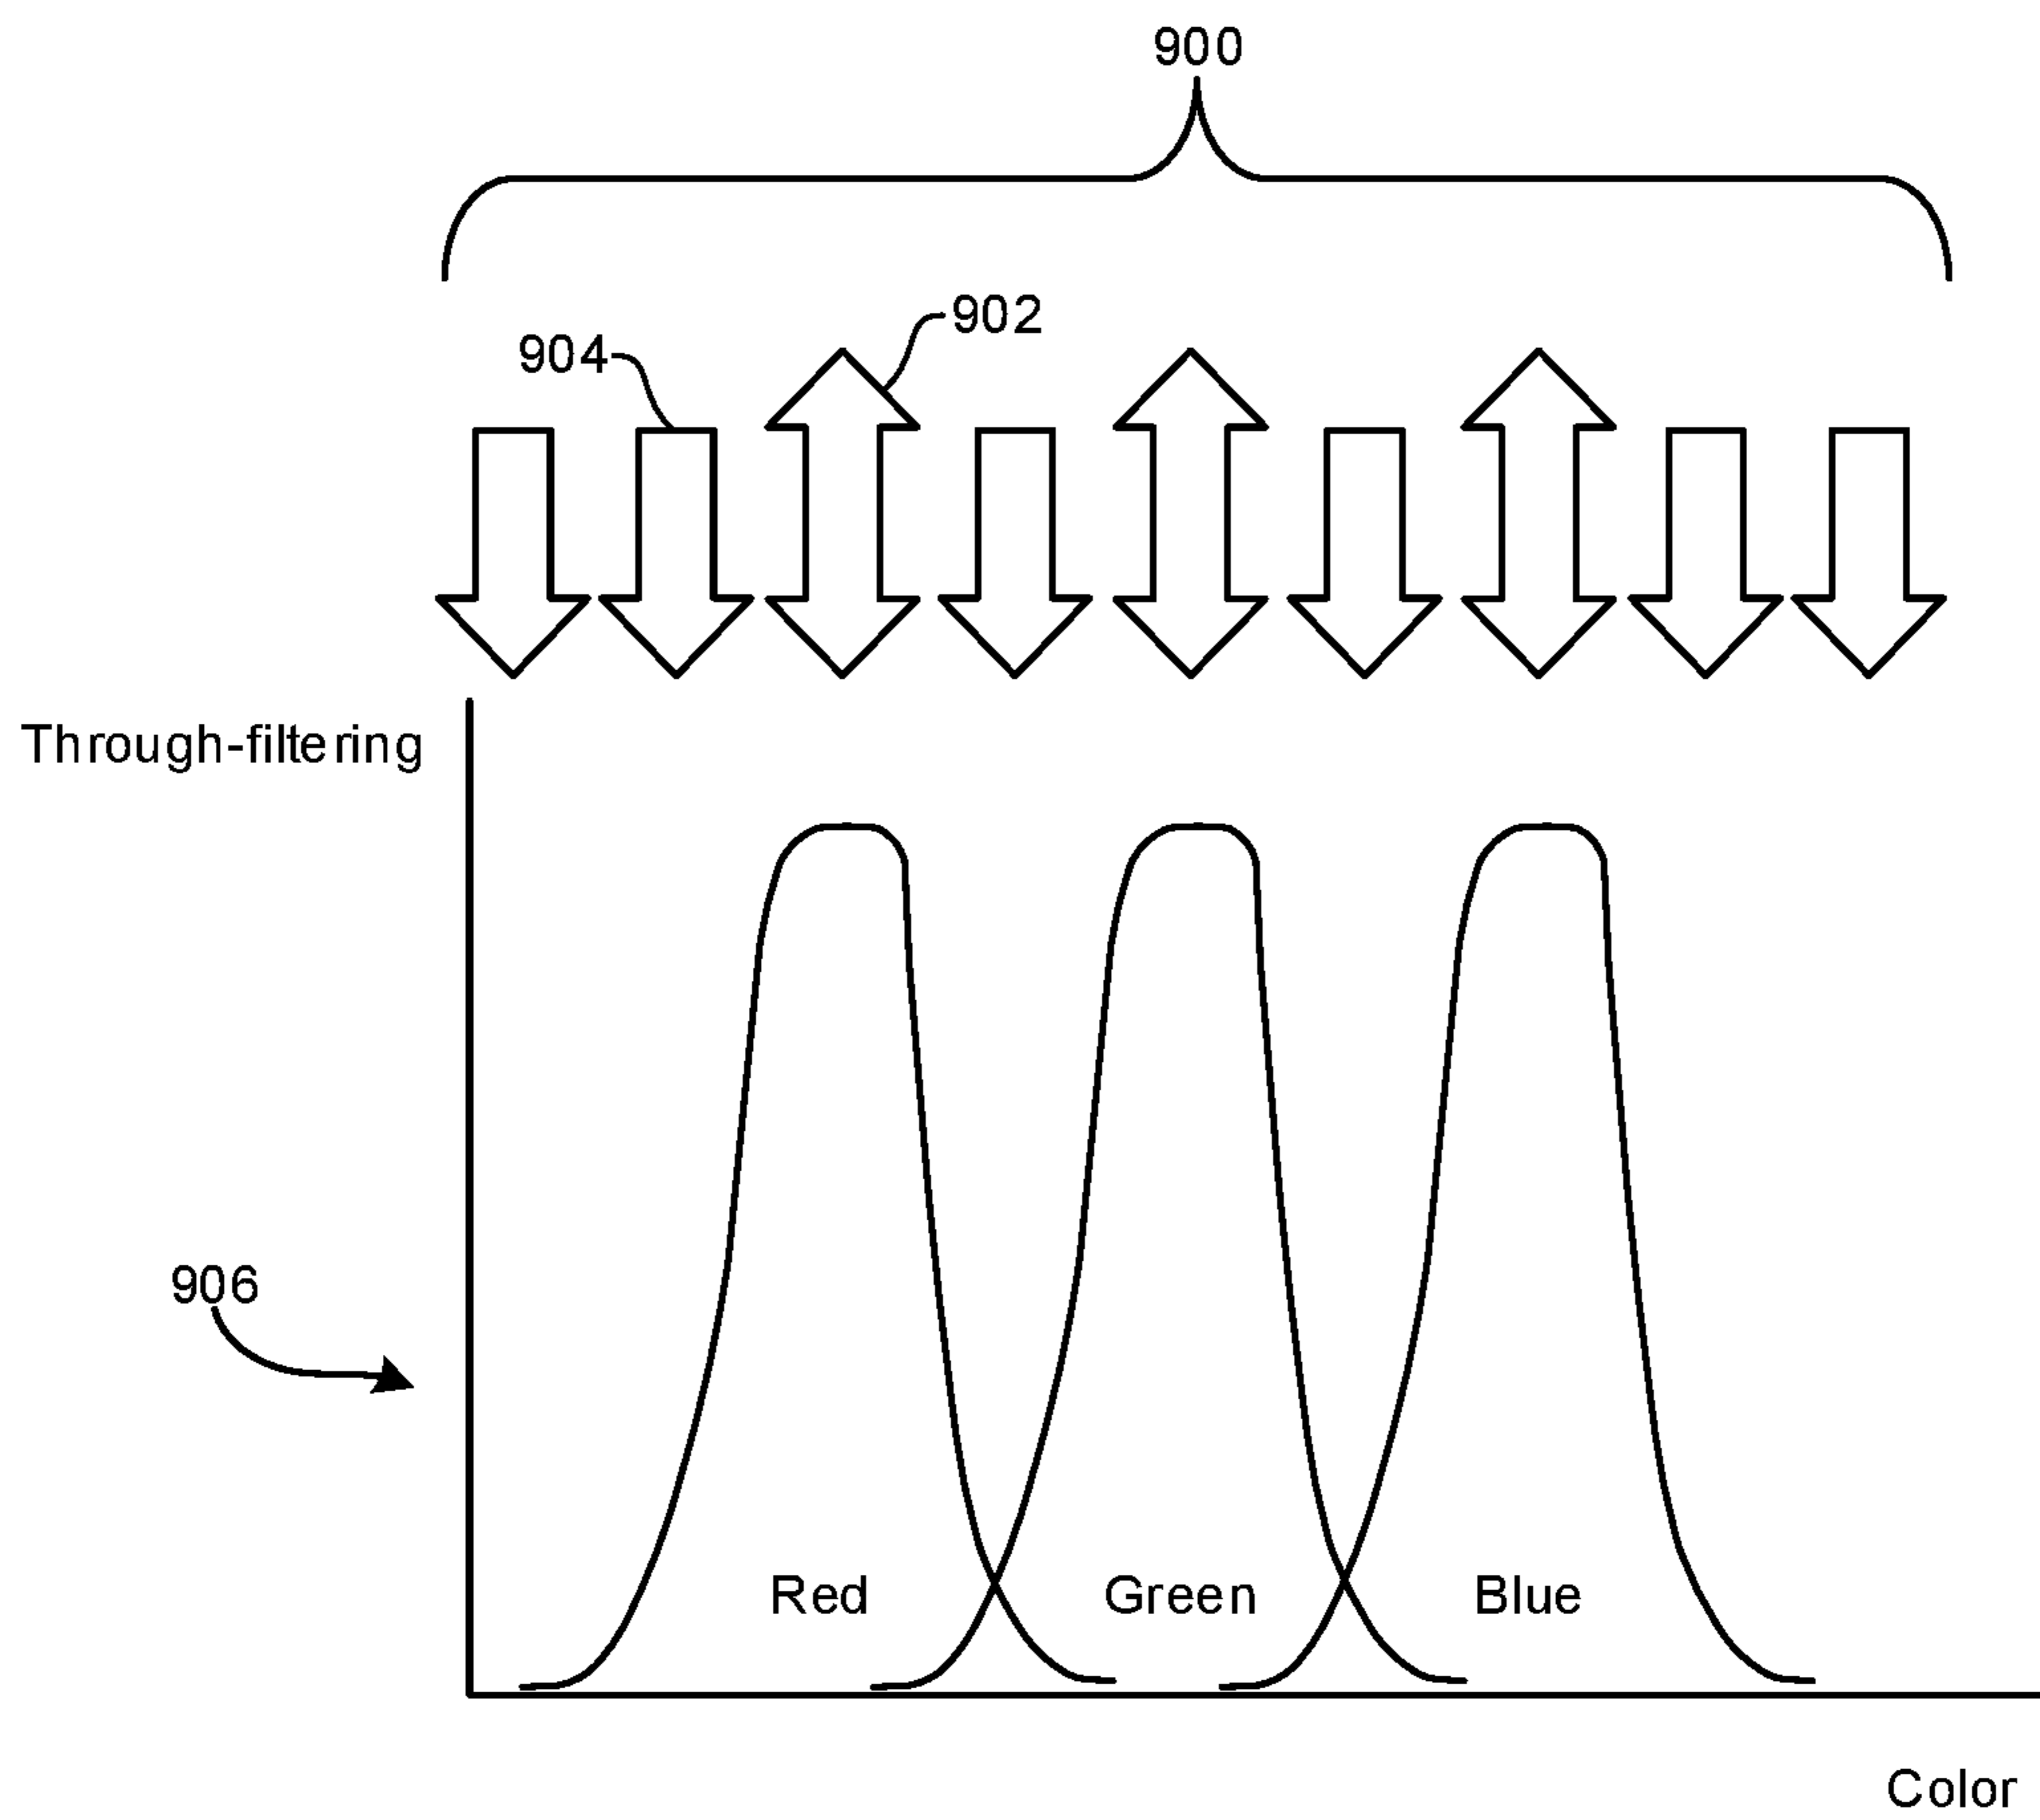 900
902
904
Through-filtering
906
Red Green Blue
Color